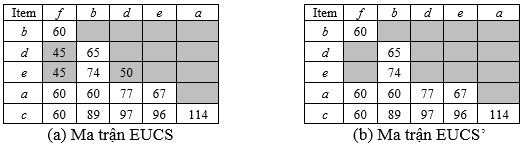 Item f b d e a
b 60
d 45 65
e 45 74 50
a 60 60 77 67
c 60 89 97 96 114
(a) Ma trận EUCS
Item f b d e a
b 60
d 65
e 74
a 60 60 77 67
c 60 89 97 96 114
(b) Ma trận EUCS’